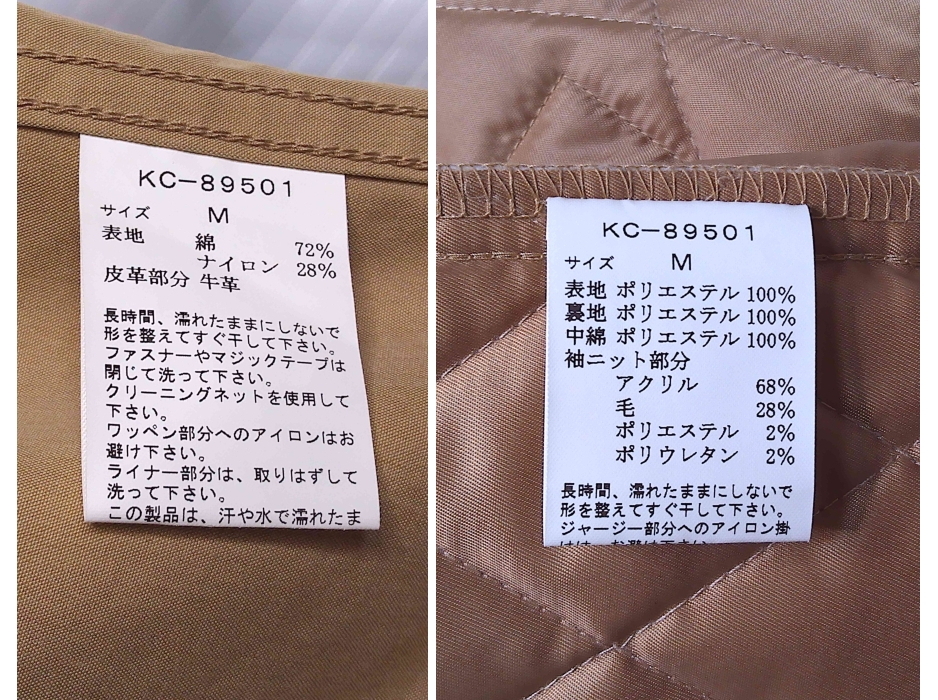 KC-89501
サイズ M
表地 綿 72%
ナイロン 28%
皮革部分 牛革
長時間、濡れたままにしないで
形を整えてすぐ干して下さい。
ファスナーやマジックテープは
閉じて洗って下さい。
クリーニングネットを使用して
下さい。
ワッペン部分へのアイロンはお
避け下さい。
ライナー部分は、取りはずして
洗って下さい。
この製品は、汗や水で濡れたま
KC-89501
サイズ M
表地 ポリエステル 100%
裏地 ポリエステル 100%
中綿 ポリエステル 100%
袖ニット部分
アクリル 68%
毛 28%
ポリエステル 2%
ポリウレタン 2%
長時間、濡れたままにしないで
形を整えてすぐ干して下さい。
ジャージー部分へのアイロン掛